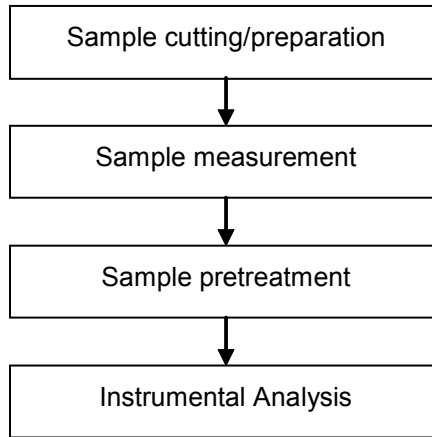 Sample cutting/preparation
Sample measurement
Sample pretreatment
Instrumental Analysis